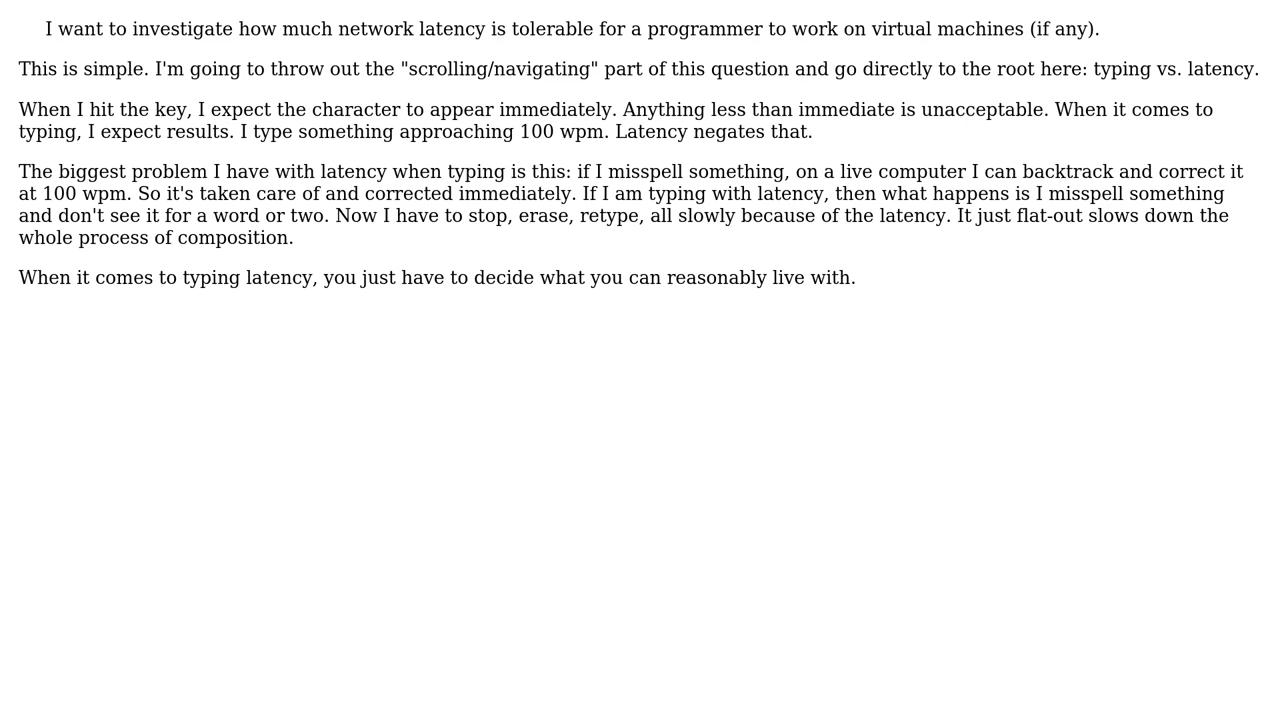 I want to investigate how much network latency is tolerable for a programmer to work on virtual machines (if any).
This is simple. I'm going to throw out the "scrolling/navigating" part of this question and go directly to the root here: typing vs. latency.
When I hit the key, I expect the character to appear immediately. Anything less than immediate is unacceptable. When it comes to
typing, I expect results. I type something approaching 100 wpm. Latency negates that.
The biggest problem I have with latency when typing is this: if I misspell something, on a live computer I can backtrack and correct it
at 100 wpm. So it's taken care of and corrected immediately. If I am typing with latency, then what happens is I misspell something
and don't see it for a word or two. Now I have to stop, erase, retype, all slowly because of the latency. It just flat-out slows down the
whole process of composition.
When it comes to typing latency, you just have to decide what you can reasonably live with.